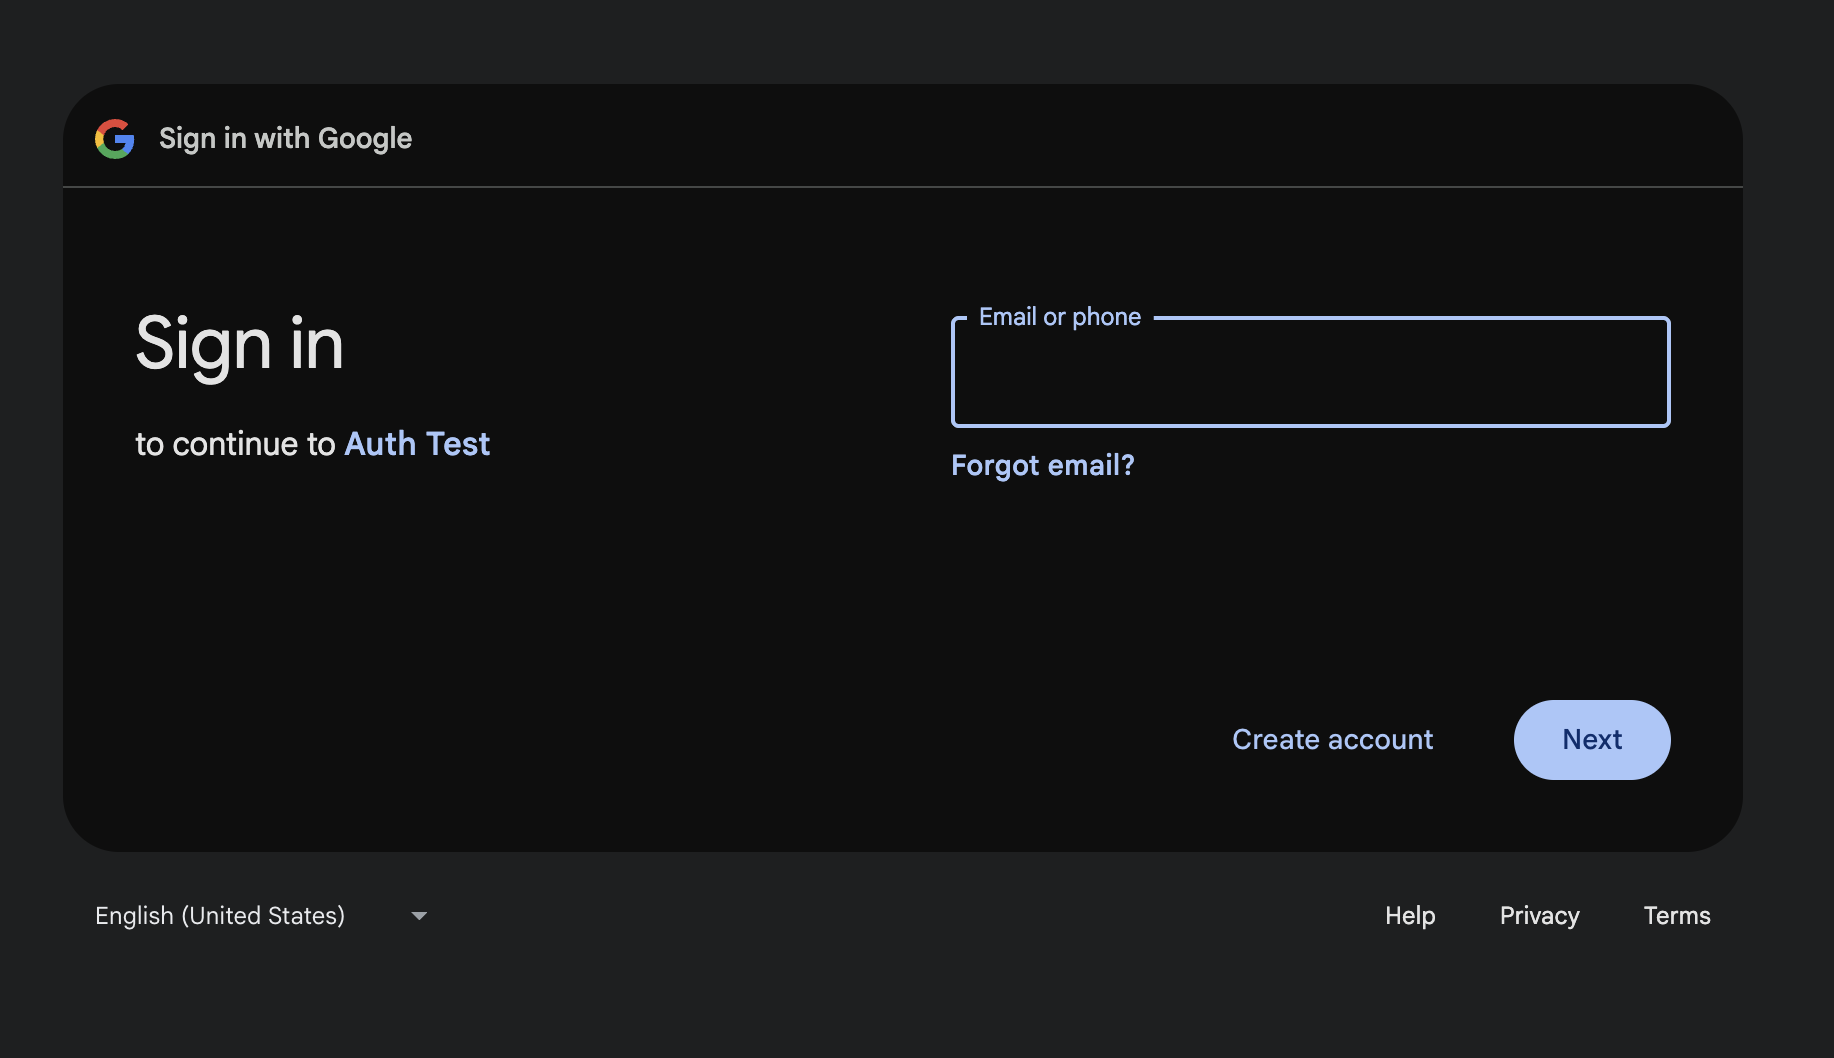 Sign in with Google
Sign in
to continue to Auth Test
Email or phone
Forgot email?
Create account
Next
English (United States)
Help
Privacy
Terms